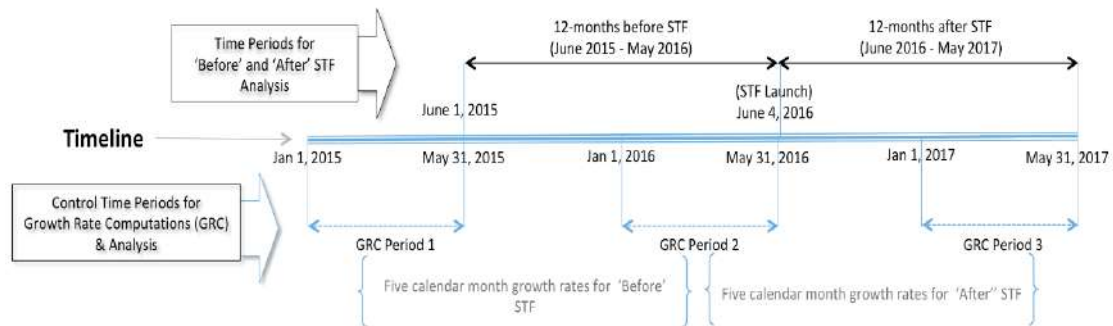 Time Periods for
'Before' and 'After' STF
Analysis
12-months before STF
(June 2015 - May 2016)
12-months after STF
(June 2016 - May 2017)
June 1, 2015
(STF Launch)
June 4, 2016
Timeline
Jan 1, 2015
May 31, 2015
Jan 1, 2016
May 31, 2016
Jan 1, 2017
May 31, 2017
Control Time Periods for
Growth Rate Computations (GRC)
& Analysis
GRC Period 1
GRC Period 2
GRC Period 3
Five calendar month growth rates for 'Before'
STF
Five calendar month growth rates for 'After'' STF